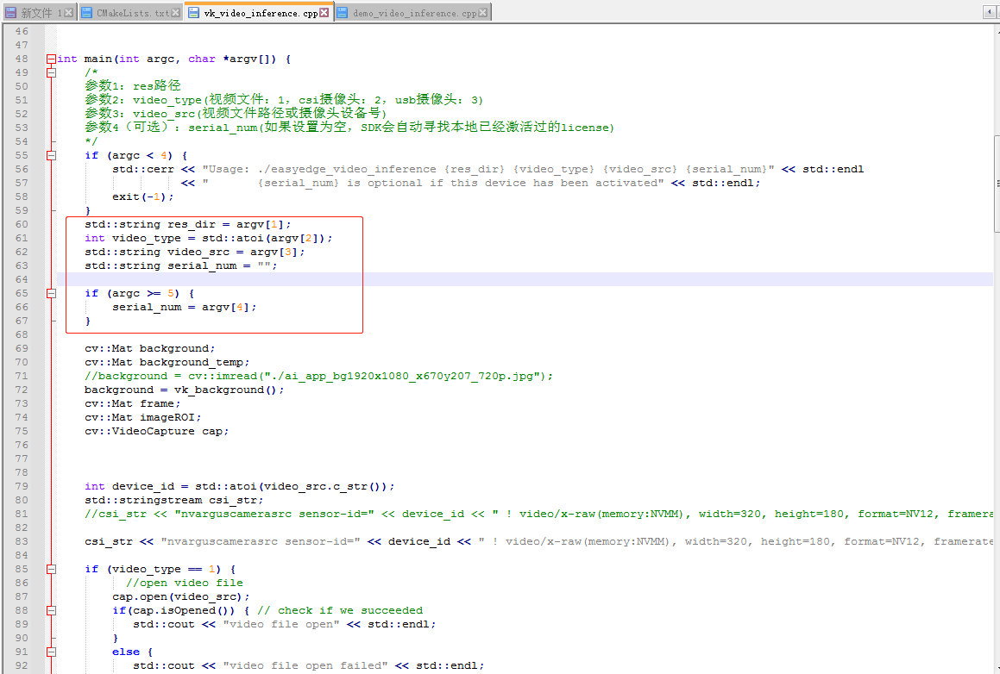 新文件 1
CMakeLists.txt
vk_video_inference.cpp
demo_video_inference.cpp
46
47
48 int main(int argc, char *argv[]) {
49 /*
50 参数1：res路径
51 参数2：video_type(视频文件：1，csi摄像头：2，usb摄像头：3)
52 参数3：video_src(视频文件路径或摄像头设备号)
53 参数4（可选）：serial_num(如果设置为空，SDK会自动寻找本地已经激活过的license)
54 */
55 if (argc < 4) {
56 std::cerr << "Usage: ./easyedge_video_inference {res_dir} {video_type} {video_src} {serial_num}" << std::endl
57 << "       {serial_num} is optional if this device has been activated" << std::endl;
58 exit(-1);
59 }
60 std::string res_dir = argv[1];
61 int video_type = std::atoi(argv[2]);
62 std::string video_src = argv[3];
63 std::string serial_num = "";
64
65 if (argc >= 5) {
66 serial_num = argv[4];
67 }
68
69 cv::Mat background;
70 cv::Mat background_temp;
71 //background = cv::imread("./ai_app_bg1920x1080_x670y207_720p.jpg");
72 background = vk_background();
73 cv::Mat frame;
74 cv::Mat imageROI;
75 cv::VideoCapture cap;
76
77
78
79 int device_id = std::atoi(video_src.c_str());
80 std::stringstream csi_str;
81 //csi_str << "nvarguscamerasrc sensor-id=" << device_id << " ! video/x-raw(memory:NVMM), width=320, height=180, format=NV12, framera
82
83 csi_str << "nvarguscamerasrc sensor-id=" << device_id << " ! video/x-raw(memory:NVMM), width=320, height=180, format=NV12, framerate
84
85 if (video_type == 1) {
86 //open video file
87 cap.open(video_src);
88 if(cap.isOpened()) { // check if we succeeded
89 std::cout << "video file open" << std::endl;
90 }
91 else {
92 std::cout << "video file open failed" << std::endl;